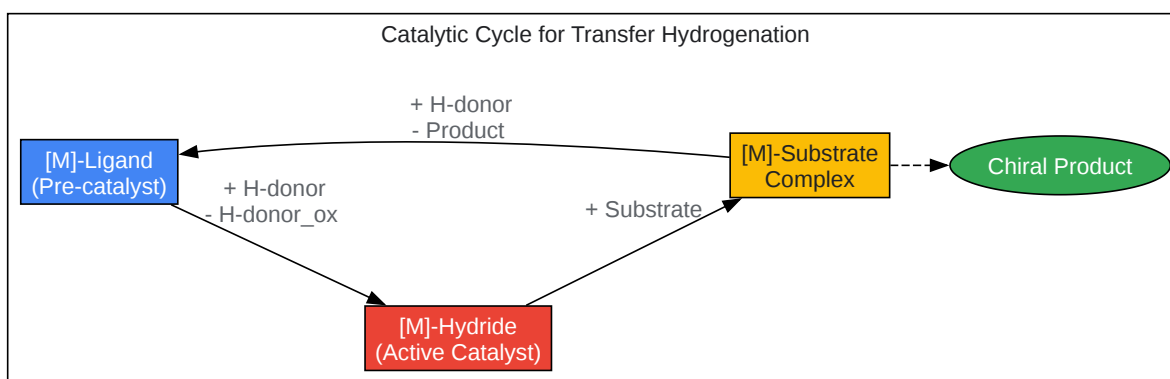 Catalytic Cycle for Transfer Hydrogenation
+ H-donor
- Product
[M]-Ligand
(Pre-catalyst)
[M]-Substrate
Complex
Chiral Product
+ H-donor
- H-donor_ox
+ Substrate
[M]-Hydride
(Active Catalyst)